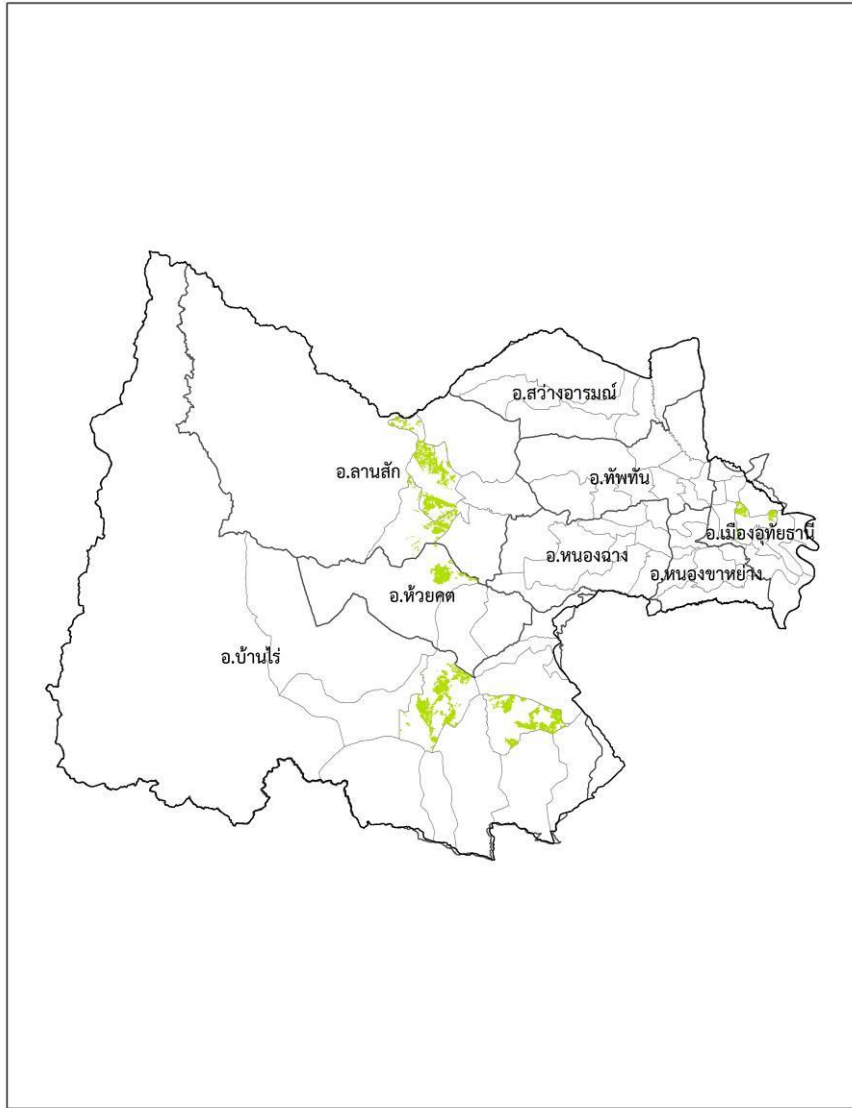 อ.สว่างอารมณ์
อ.ลานสัก
อ.ทัพทัน
อ.เมืองอุทัยธานี
อ.หนองฉาง
อ.หนองขาหย่าง
อ.ห้วยคต
อ.บ้านไร่